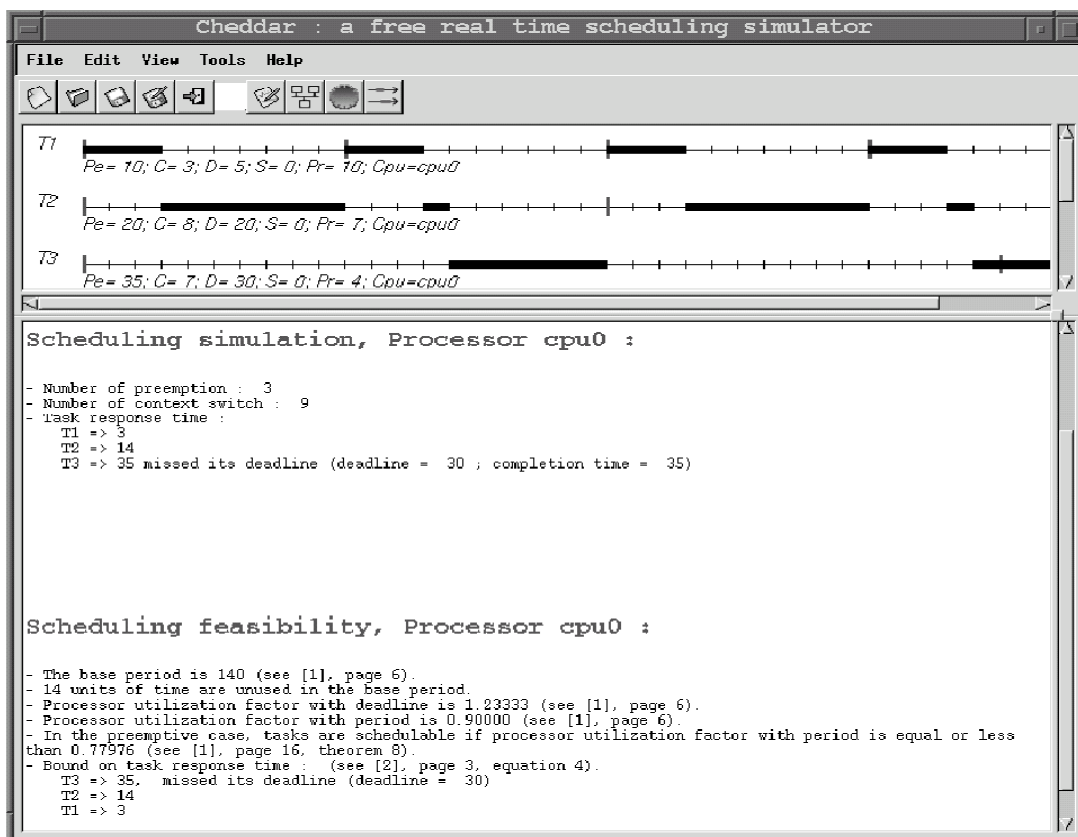 Cheddar : a free real time scheduling simulator
File Edit View Tools Help
T1
Pe= 10; C= 3; D= 5; S= 0; Pr= 10; Cpu=cpu0
T2
Pe= 20; C= 8; D= 20; S= 0; Pr= 7; Cpu=cpu0
T3
Pe= 35; C= 7; D= 30; S= 0; Pr= 4; Cpu=cpu0
Scheduling simulation, Processor cpu0 :
- Number of preemption : 3
- Number of context switch : 9
- Task response time :
T1 => 3
T2 => 14
T3 => 35 missed its deadline (deadline = 30 ; completion time = 35)
Scheduling feasibility, Processor cpu0 :
- The base period is 140 (see [1], page 6).
- 14 units of time are unused in the base period.
- Processor utilization factor with deadline is 1.23333 (see [1], page 6).
- Processor utilization factor with period is 0.90000 (see [1], page 6).
- In the preemptive case, tasks are schedulable if processor utilization factor with period is equal or less
than 0.77976 (see [1], page 16, theorem 8).
- Bound on task response time : (see [2], page 3, equation 4).
T3 => 35, missed its deadline (deadline = 30)
T2 => 14
T1 => 3